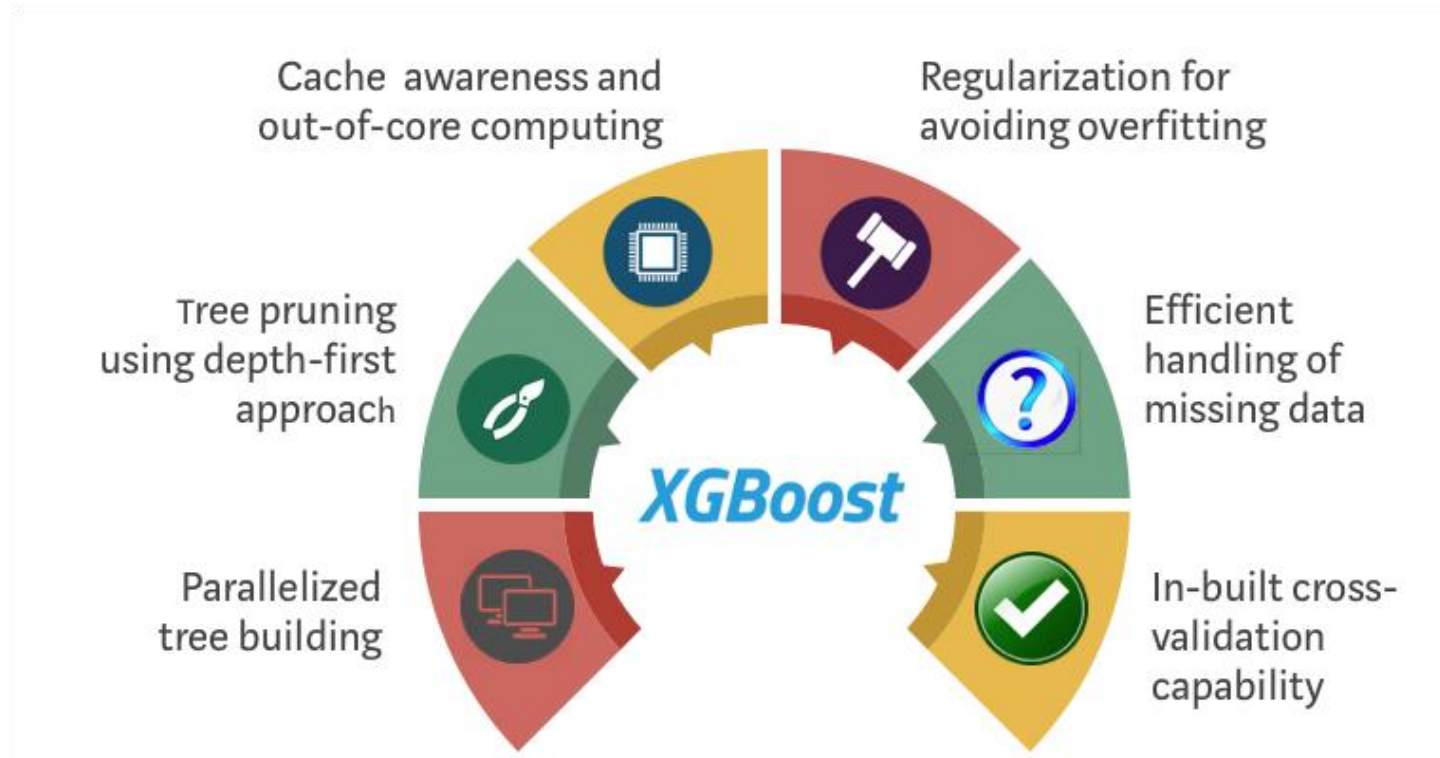 Cache awareness and
out-of-core computing
Regularization for
avoiding overfitting
Tree pruning
using depth-first
approach
Efficient
handling of
missing data
XGBoost
Parallelized
tree building
In-built cross-
validation
capability